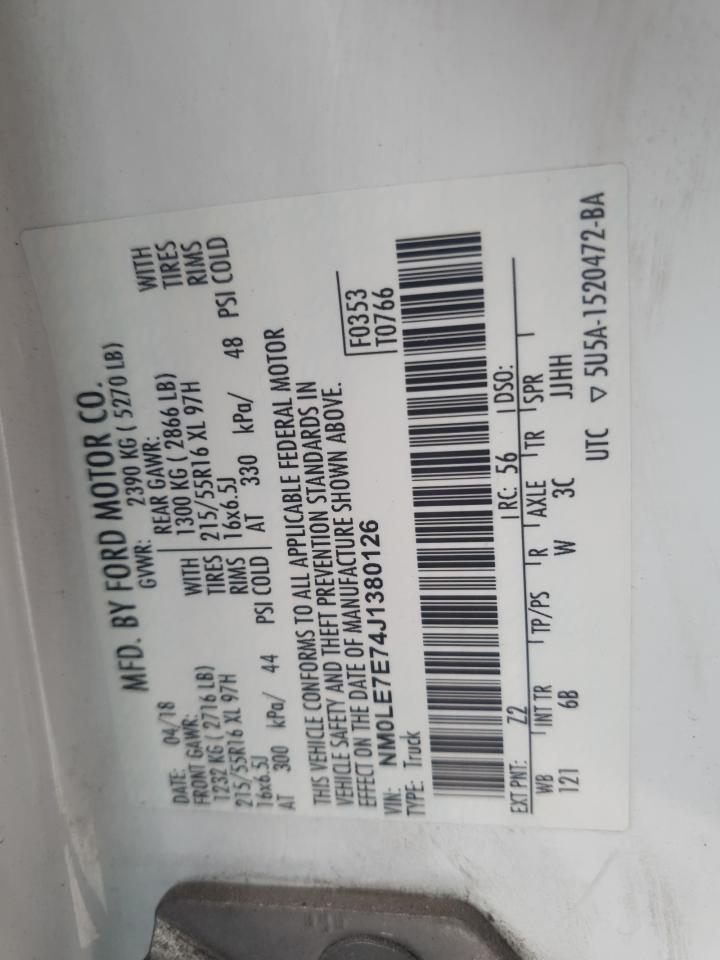 MFD. BY FORD MOTOR CO.
DATE: 04/18 GVWR: 2390 KG ( 5270 LB)
FRONT GAWR: REAR GAWR:
1232 KG ( 2716 LB) WITH 1300 KG ( 2866 LB) WITH
215/55R16 XL 97H TIRES 215/55R16 XL 97H TIRES
16x6.5J RIMS 16x6.5J RIMS
AT 300 kPa/ 44 PSI COLD AT 330 kPa/ 48 PSI COLD
THIS VEHICLE CONFORMS TO ALL APPLICABLE FEDERAL MOTOR
VEHICLE SAFETY AND THEFT PREVENTION STANDARDS IN
EFFECT ON THE DATE OF MANUFACTURE SHOWN ABOVE.
VIN: NM0LE7E74J1380126 F0353
TYPE: Truck T0766
EXT PNT: Z2 RC: 56 DSO:
WB INT TR TP/PS R AXLE TR SPR
121 6B W 3C JJHH
UTC ▽ 5U5A-1520472-BA